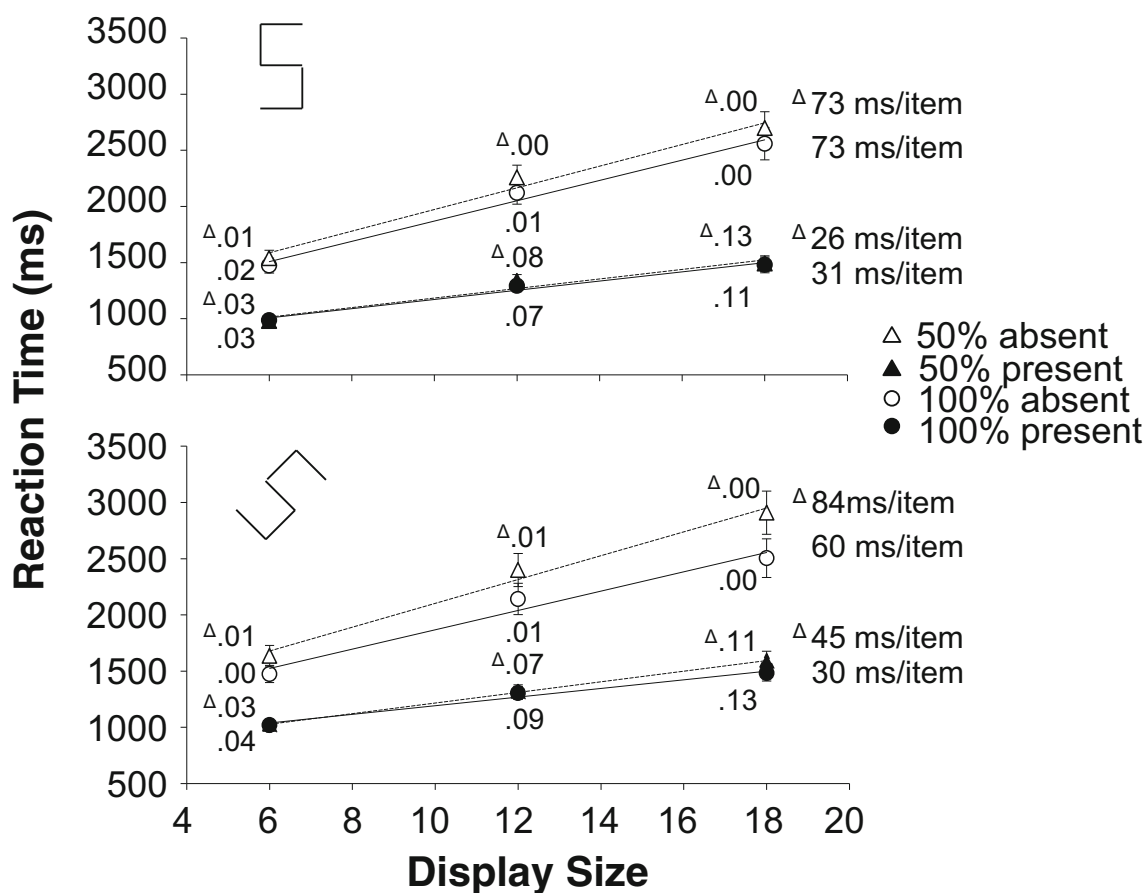 Reaction Time (ms)
3500
3000
2500
2000
1500
1000
500
Δ.01
.02
Δ.03
.03
Δ.00
.01
Δ.08
.07
Δ.00
.00
Δ.13
.11
Δ 73 ms/item
73 ms/item
Δ 26 ms/item
31 ms/item
△ 50% absent
▲ 50% present
○ 100% absent
● 100% present
3500
3000
2500
2000
1500
1000
500
Δ.01
.00
Δ.03
.04
Δ.01
.01
Δ.07
.09
Δ.00
.00
Δ.11
.13
Δ 84ms/item
60 ms/item
Δ 45 ms/item
30 ms/item
4 6 8 10 12 14 16 18 20
Display Size